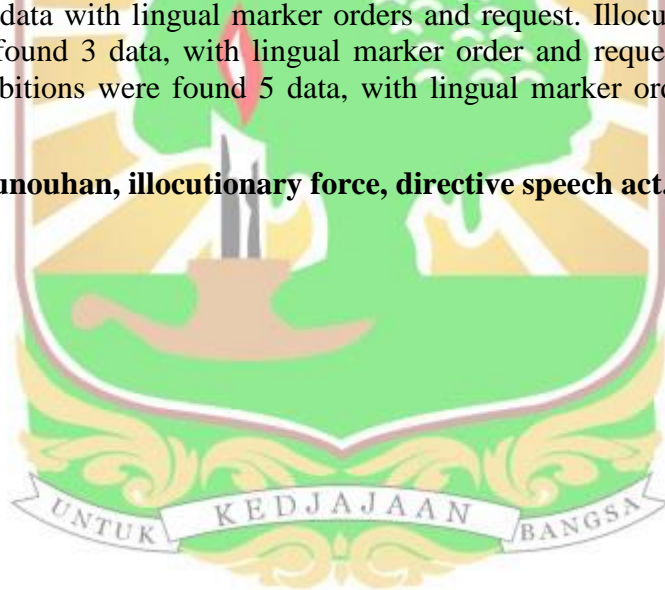 data with lingual marker orders and request. Illocu
found 3 data, with lingual marker order and reque
bitions were found 5 data, with lingual marker ord
unouhan, illocutionary force, directive speech act.
UNTUK KEDJAJAAN BANGSA